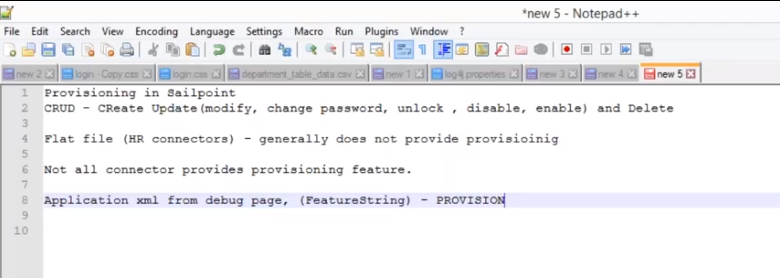 *new 5 - Notepad++
File Edit Search View Encoding Language Settings Macro Run Plugins Window ?
new 2 login - Copy.css login.css department_table_data.csv new 1 log4j.properties new 3 new 4 new 5
1 Provisioning in Sailpoint
2 CRUD - CReate Update(modify, change password, unlock , disable, enable) and Delete
3
4 Flat file (HR connectors) - generally does not provide provisioinig
5
6 Not all connector provides provisioning feature.
7
8 Application xml from debug page, (FeatureString) - PROVISION
9
10